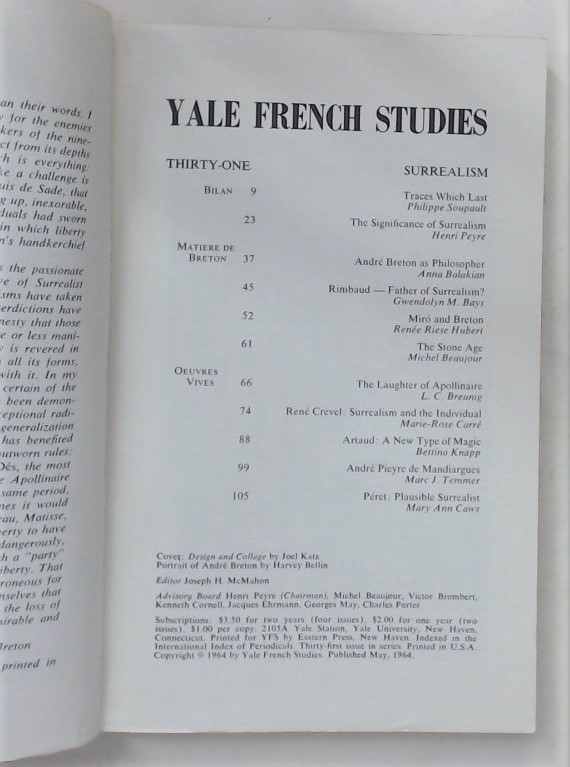 an their words. I
for the enemies
kers of the nine-
ct from its depths
h is everything:
ke a challenge is
uis de Sade, that
g up, inexorable,
duals had sworn
in which liberty
n's handkerchief
s the passionate
ve of Surrealist
isms have taken
erdictions have
nesty that those
e or less mani-
y is revered in
all its forms,
with it. In my
certain of the
been demon-
ceptional radi-
generalization
has benefited
utworn rules:
Dés, the most
e Apollinaire
same period,
nes it would
eau, Matisse,
erty to have
dangerously,
h a "party"
iberty. That
roneous for
nselves that
the loss of
sirable and
Breton
printed in
YALE FRENCH STUDIES
THIRTY-ONE SURREALISM
BILAN 9 Traces Which Last
Philippe Soupault
23 The Significance of Surrealism
Henri Peyre
MATIERE DE
BRETON 37 André Breton as Philosopher
Anna Balakian
45 Rimbaud — Father of Surrealism?
Gwendolyn M. Bays
52 Miró and Breton
Renée Riese Hubert
61 The Stone Age
Michel Beaujour
OEUVRES
VIVES 66 The Laughter of Apollinaire
L. C. Breunig
74 René Crevel: Surrealism and the Individual
Marie-Rose Carré
88 Artaud: A New Type of Magic
Bettina Knapp
99 André Pieyre de Mandiargues
Marc J. Temmer
105 Péret: Plausible Surrealist
Mary Ann Caws
Cover: Design and Collage by Joel Katz
Portrait of André Breton by Harvey Bellin
Editor Joseph H. McMahon
Advisory Board Henri Peyre (Chairman), Michel Beaujour, Victor Brombert,
Kenneth Cornell, Jacques Ehrmann, Georges May, Charles Porter
Subscriptions: $3.50 for two years (four issues), $2.00 for one year (two
issues), $1.00 per copy. 2105A Yale Station, Yale University, New Haven,
Connecticut. Printed for YFS by Eastern Press, New Haven. Indexed in the
International Index of Periodicals. Thirty-first issue in series. Printed in U.S.A.
Copyright © 1964 by Yale French Studies. Published May, 1964.